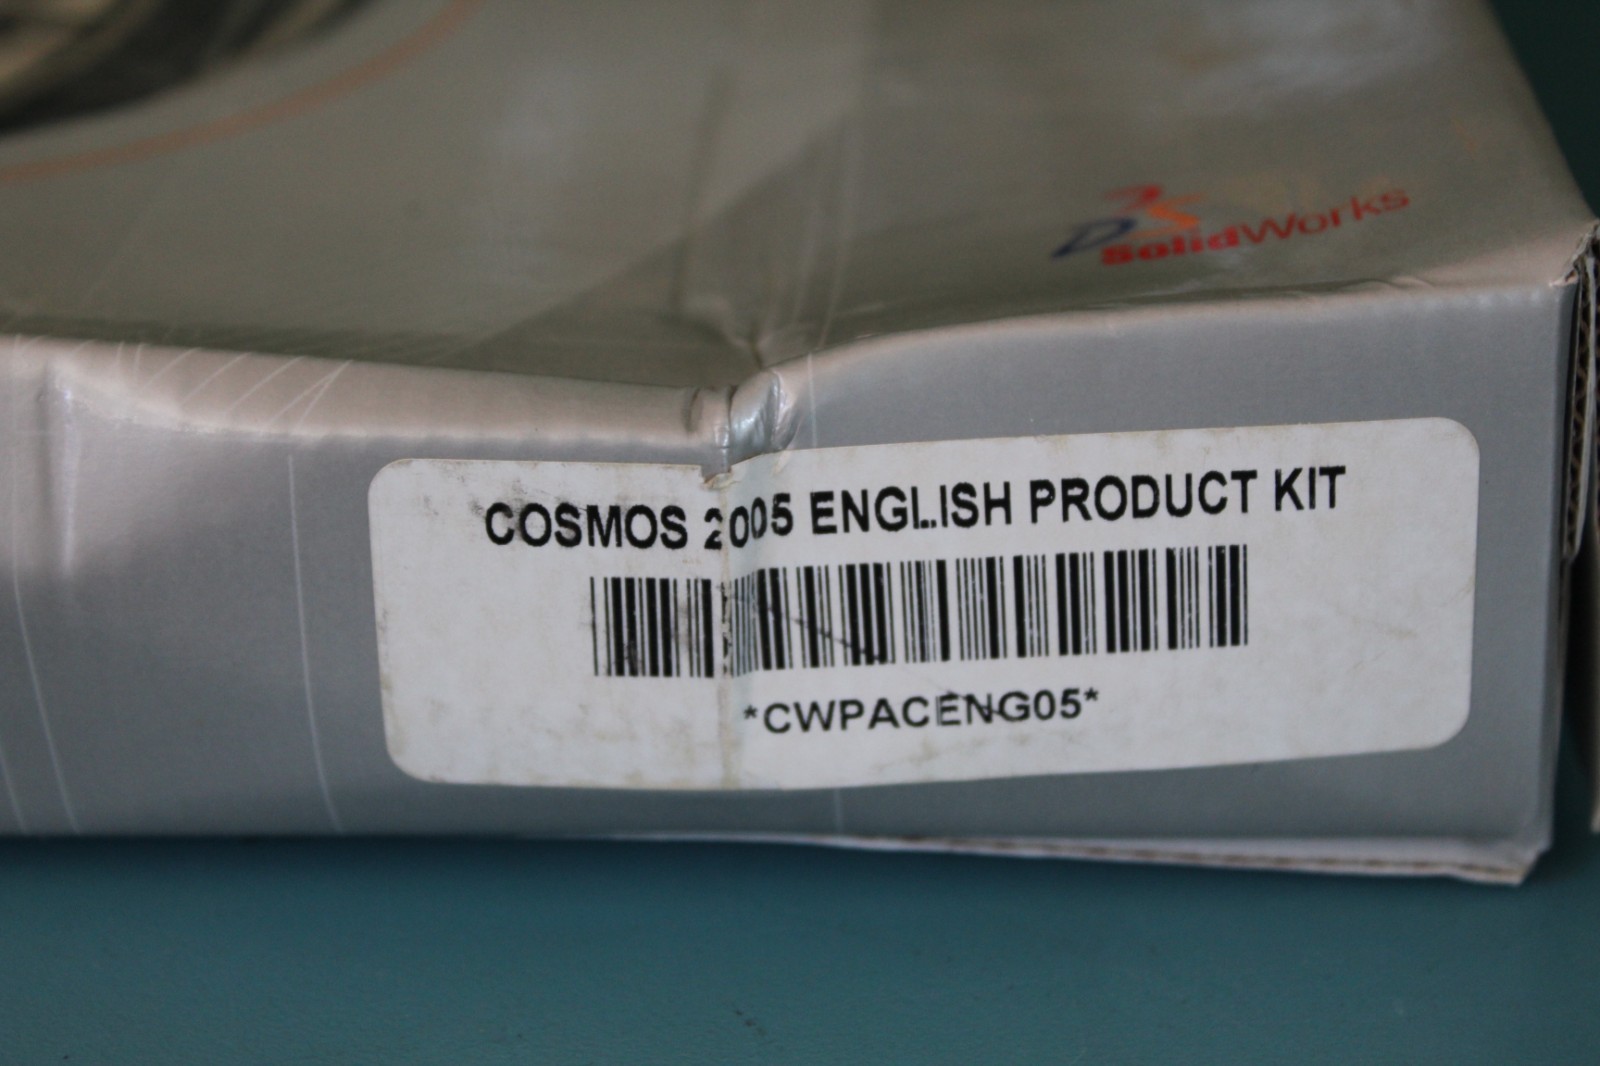 SolidWorks
COSMOS 2005 ENGLISH PRODUCT KIT
*CWPACENG05*